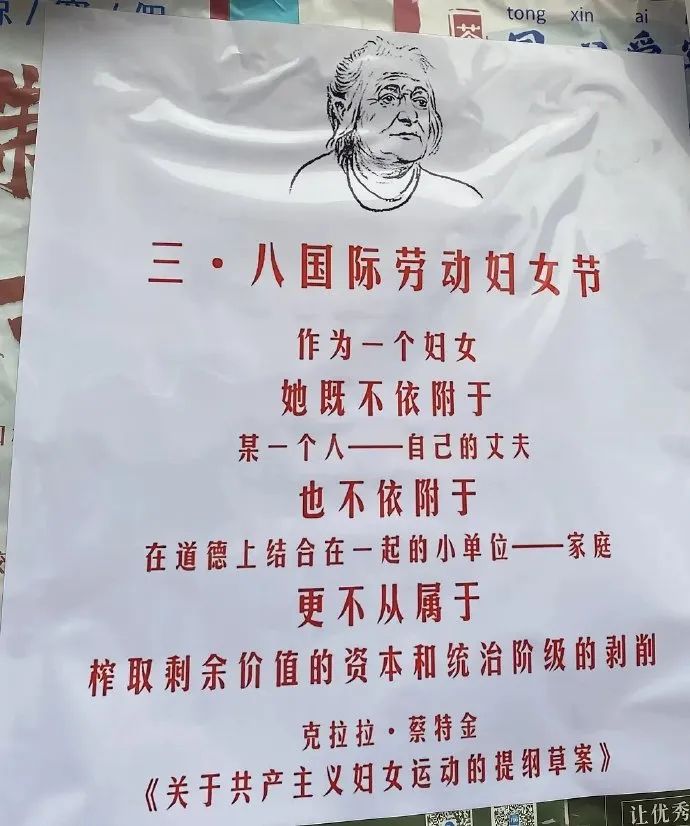 tong xin ai
三·八国际劳动妇女节
作为一个妇女
她既不依附于
某一个人——自己的丈夫
也不依附于
在道德上结合在一起的小单位——家庭
更不从属于
榨取剩余价值的资本和统治阶级的剥削
克拉拉·蔡特金
《关于共产主义妇女运动的提纲草案》
让优秀